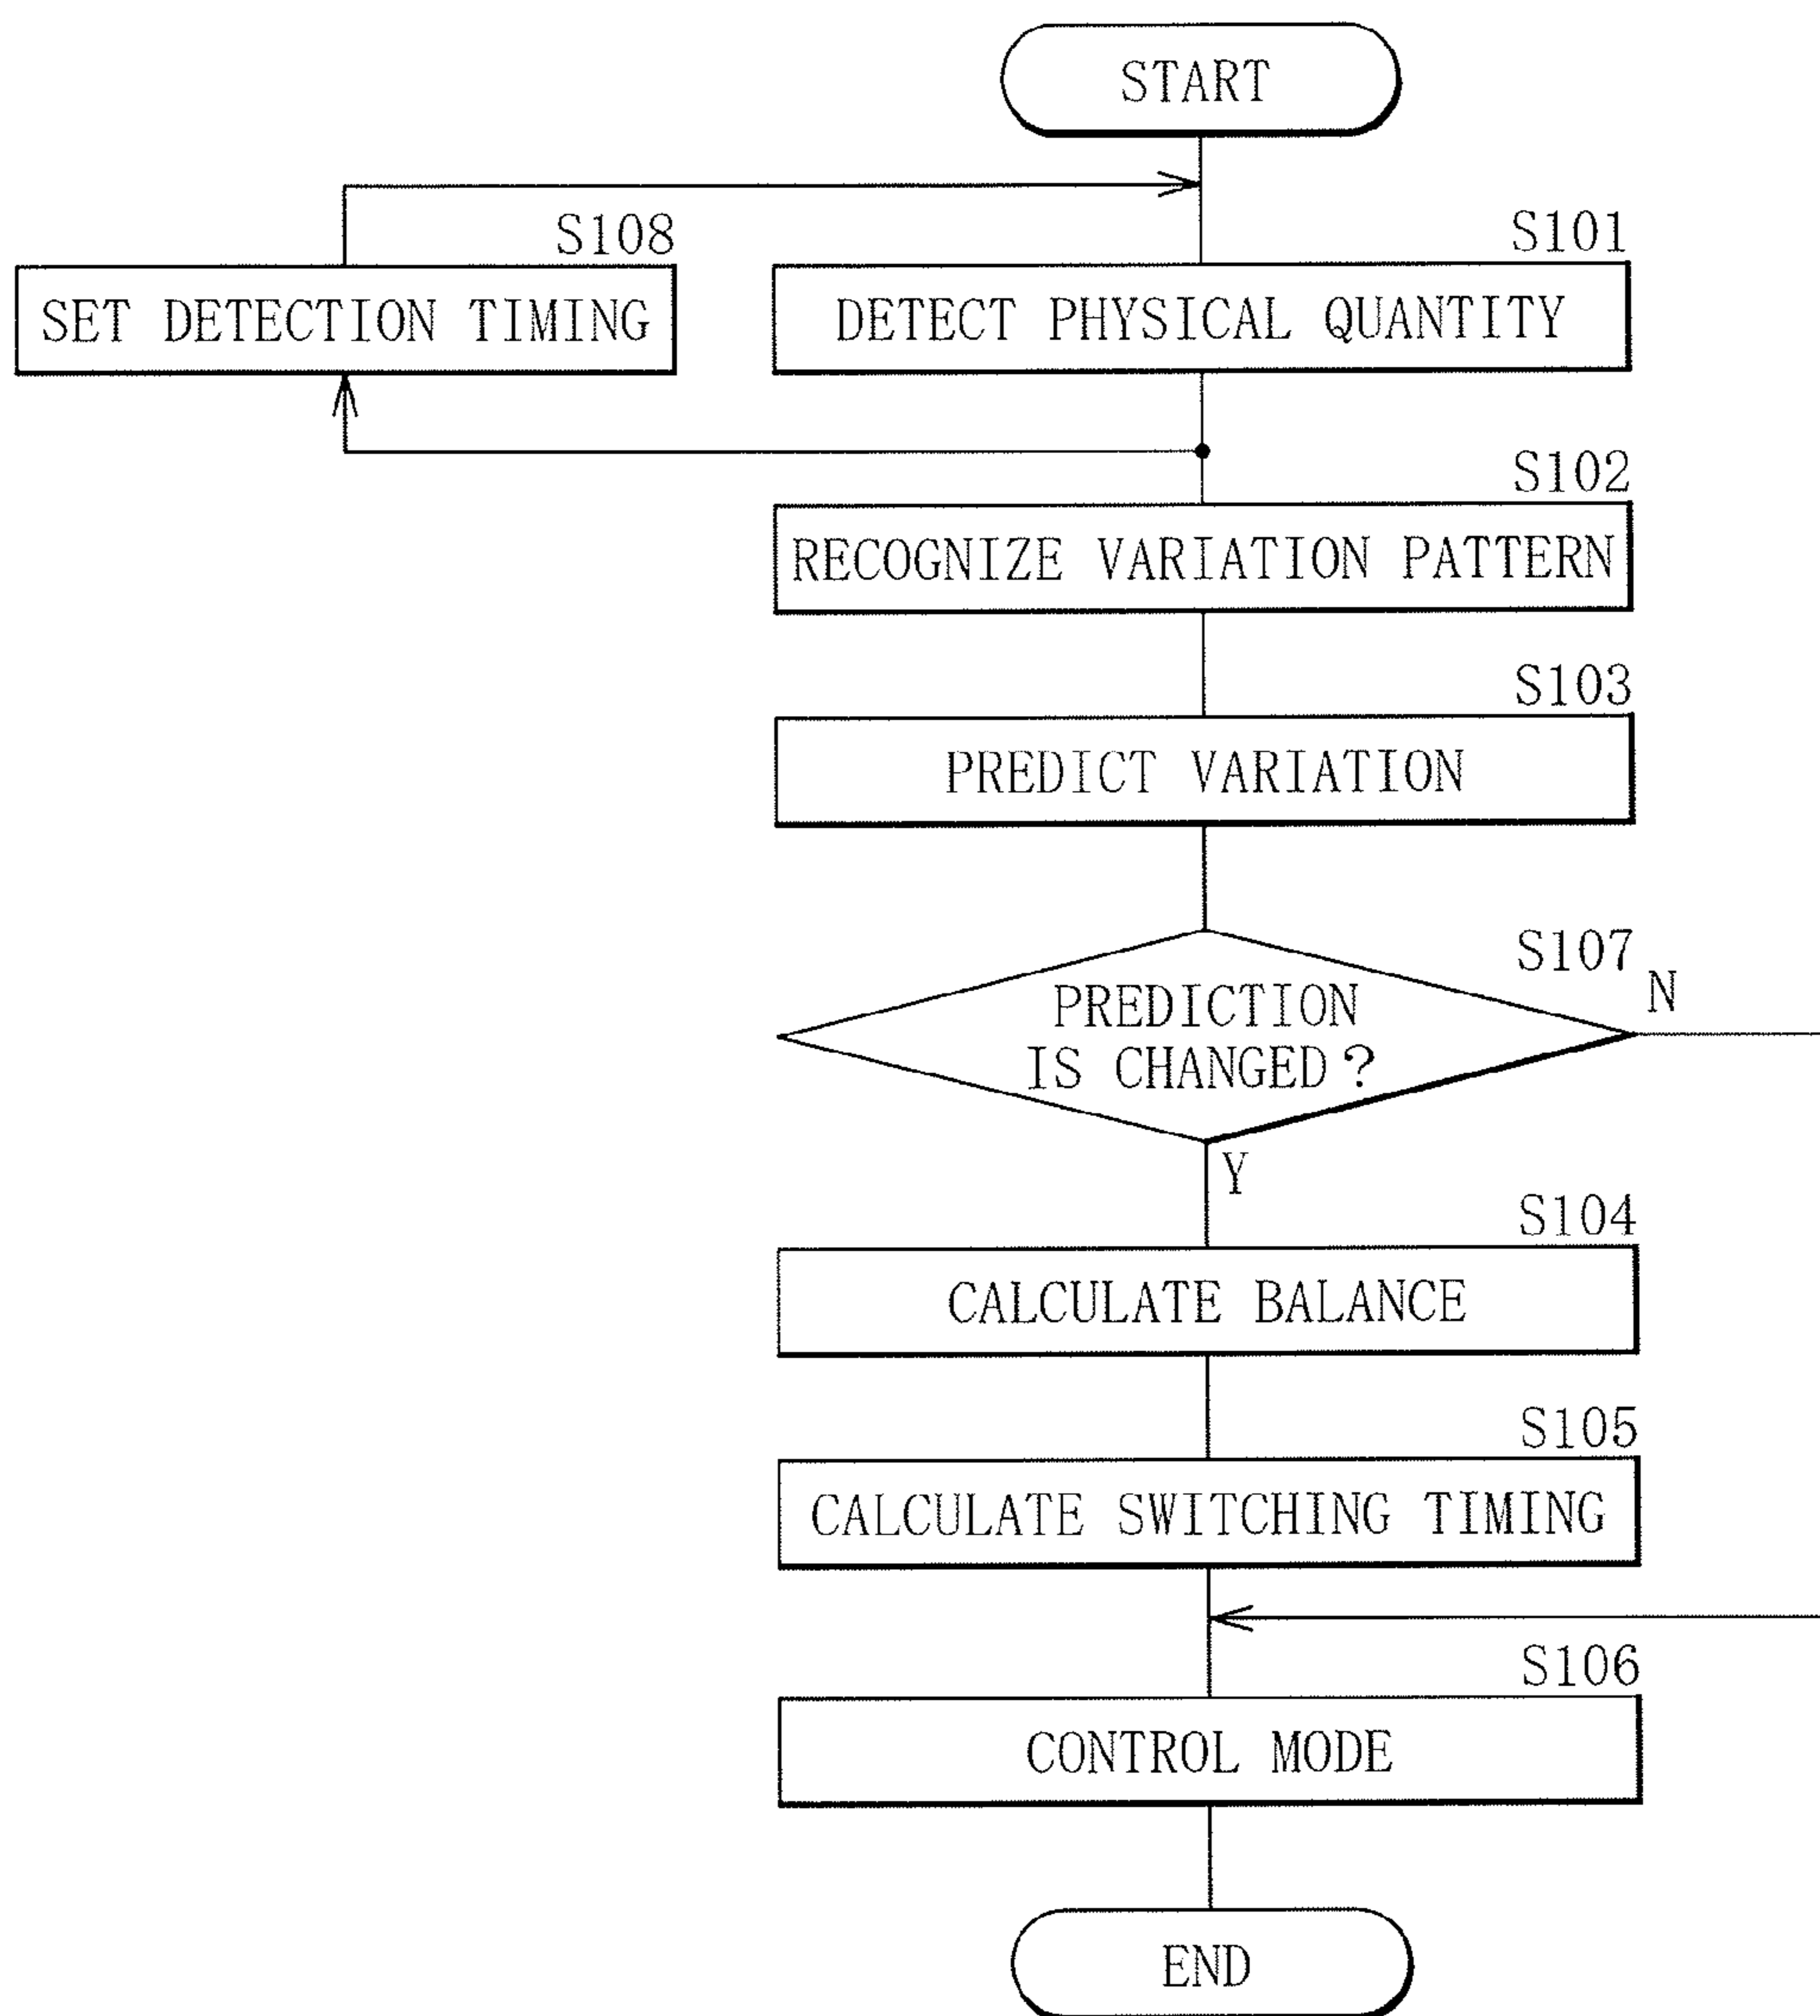 START
S108
SET DETECTION TIMING
S101
DETECT PHYSICAL QUANTITY
S102
RECOGNIZE VARIATION PATTERN
S103
PREDICT VARIATION
S107
PREDICTION
IS CHANGED?
N
Y
S104
CALCULATE BALANCE
S105
CALCULATE SWITCHING TIMING
S106
CONTROL MODE
END